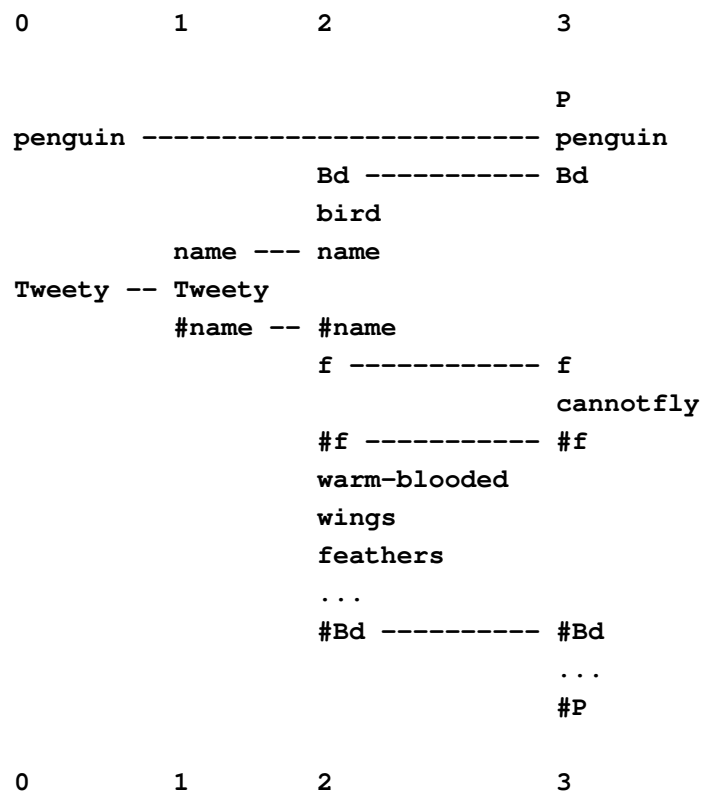 0 1 2 3
P
penguin ------------------------- penguin
Bd ----------- Bd
bird
name --- name
Tweety -- Tweety
#name -- #name
f ------------ f
cannotfly
#f ----------- #f
warm-blooded
wings
feathers
...
#Bd ---------- #Bd
...
#P
0 1 2 3